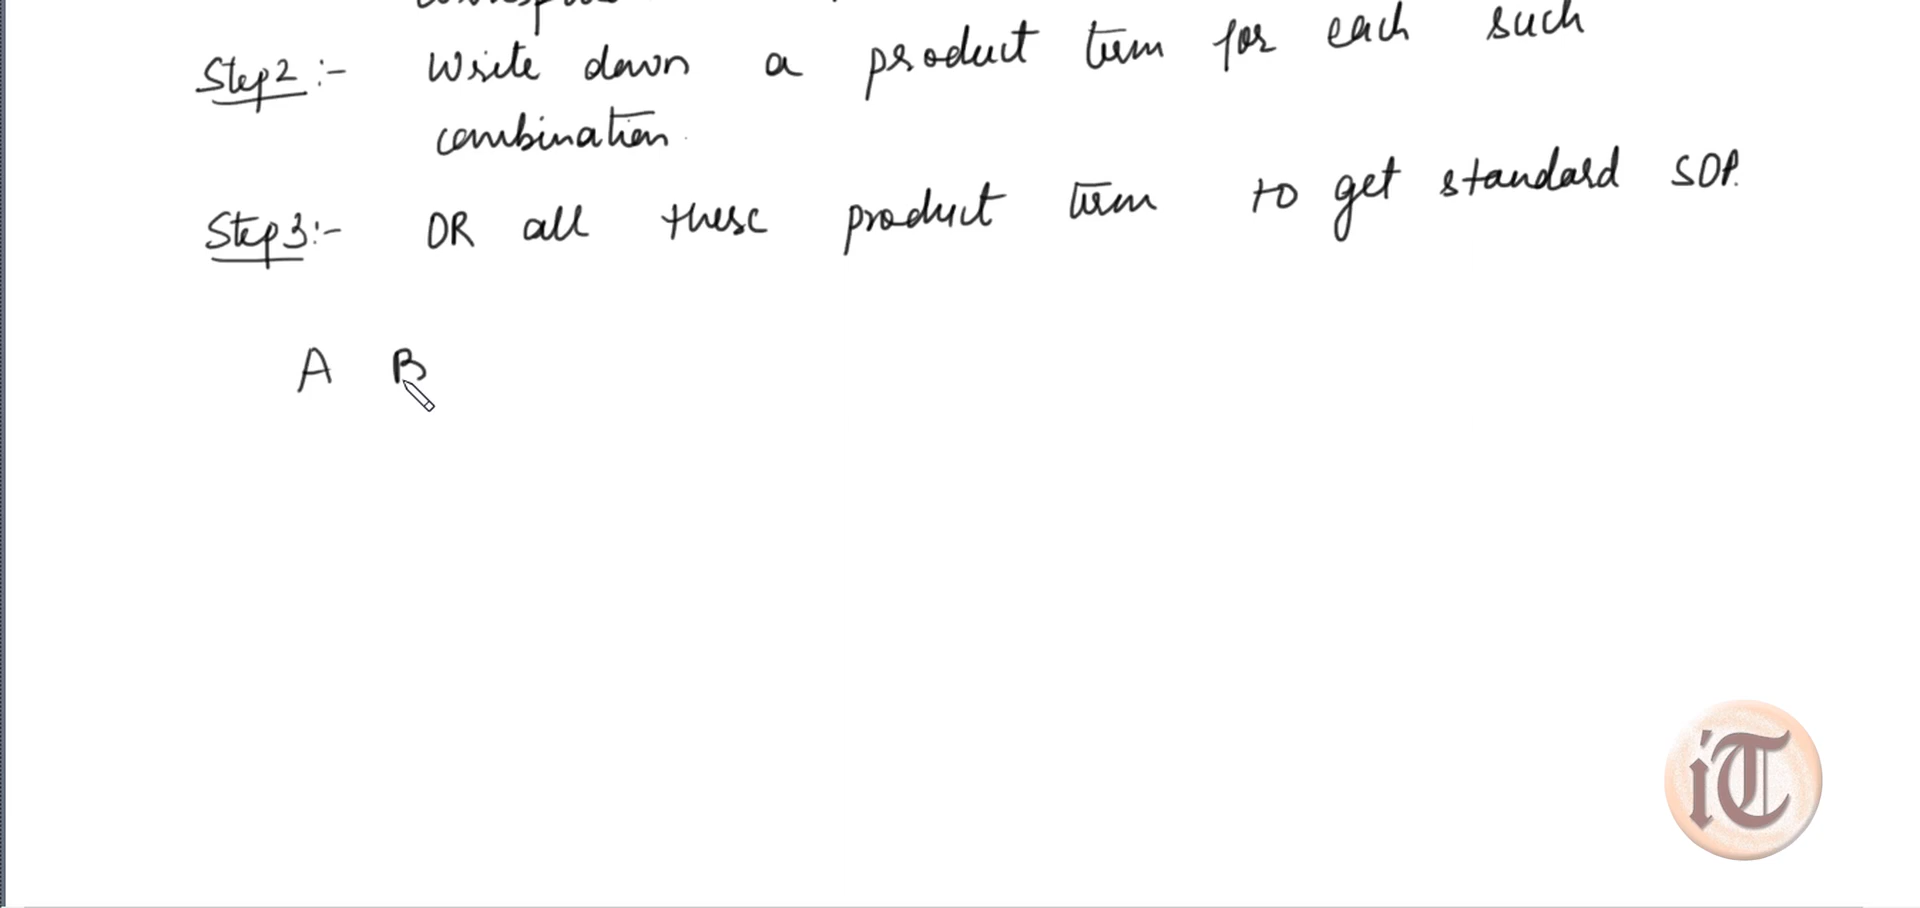 Step2:- Write down a product term for each such
combination.
Step3:- OR all these product term to get standard SOP.
A B
iT